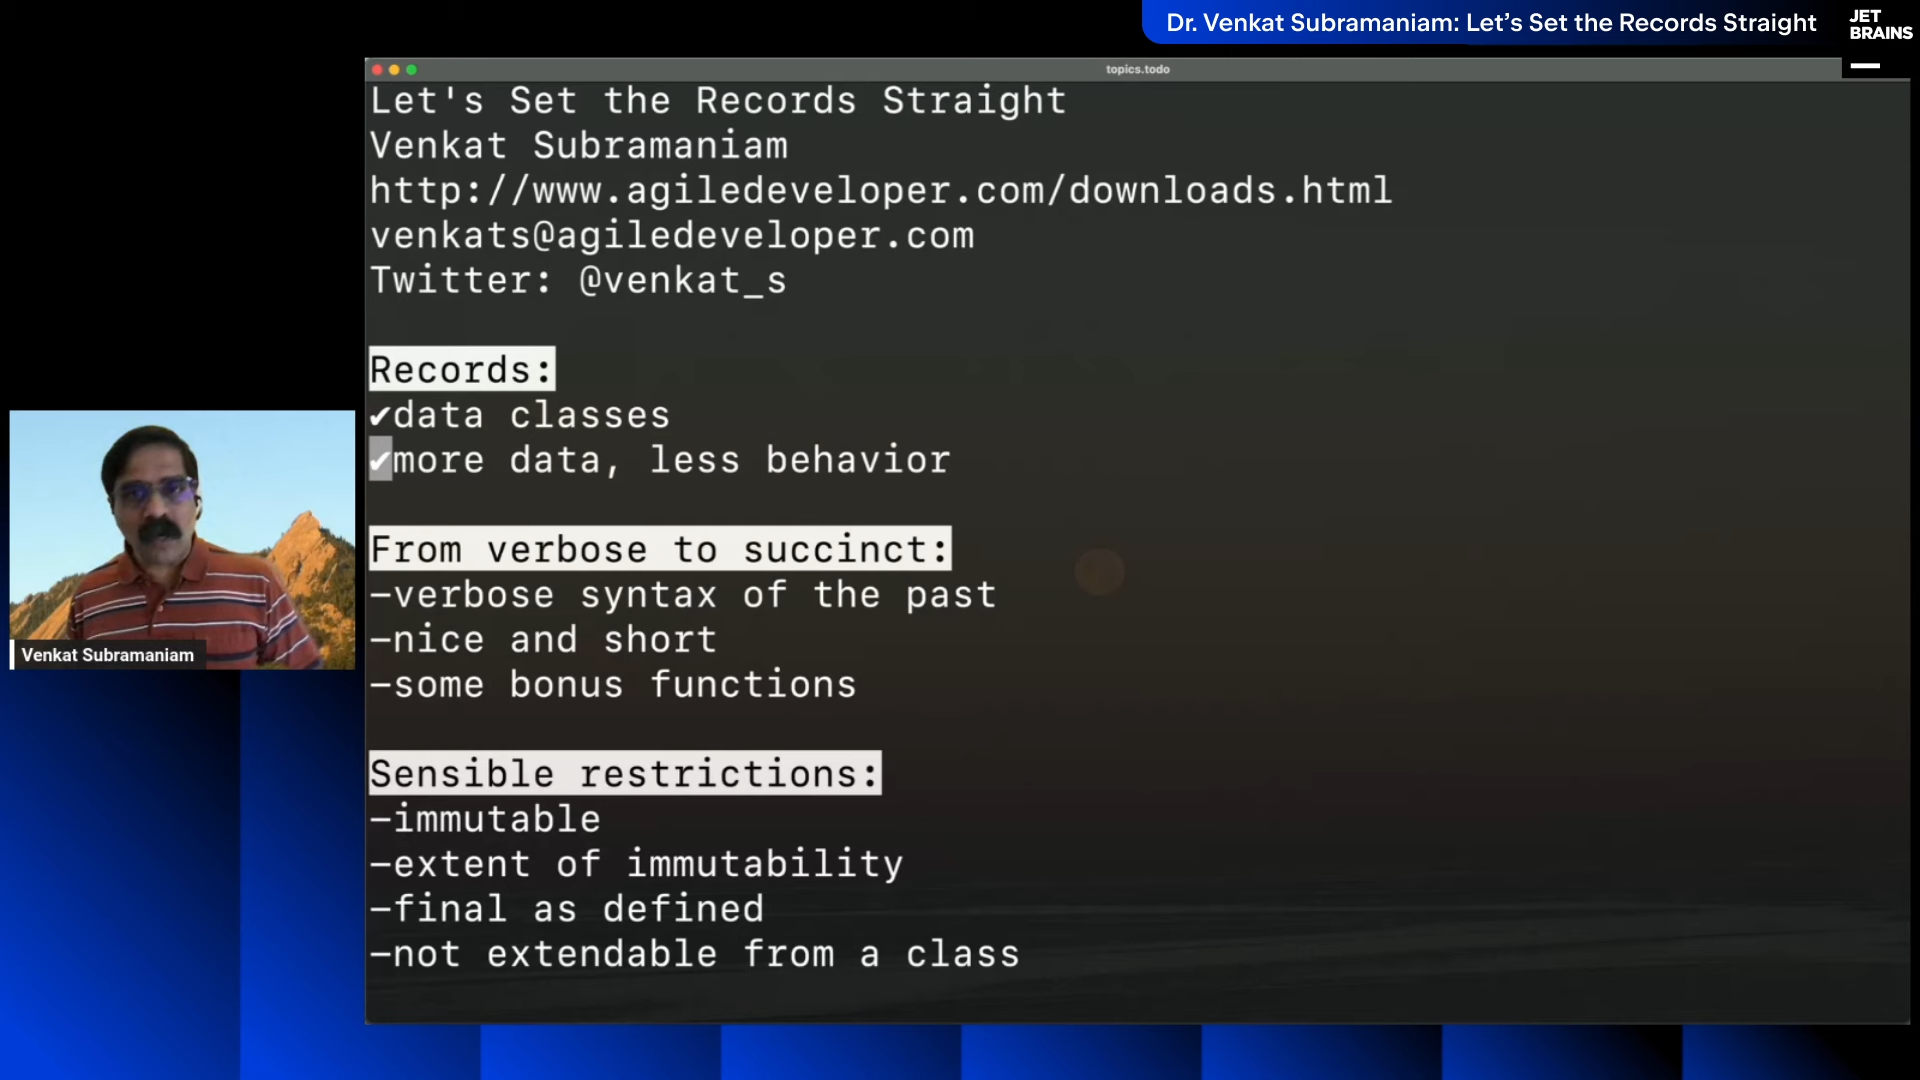 Dr. Venkat Subramaniam: Let’s Set the Records Straight
JET
BRAINS
topics.todo
Let's Set the Records Straight
Venkat Subramaniam
http://www.agiledeveloper.com/downloads.html
venkats@agiledeveloper.com
Twitter: @venkat_s
Records:
✔data classes
✔more data, less behavior
From verbose to succinct:
−verbose syntax of the past
−nice and short
−some bonus functions
Sensible restrictions:
−immutable
−extent of immutability
−final as defined
−not extendable from a class
Venkat Subramaniam